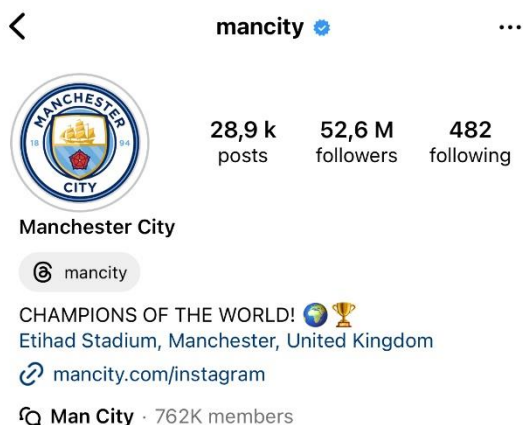 mancity
MANCHESTER
18 94
CITY
28,9 k 52,6 M 482
posts followers following
Manchester City
mancity
CHAMPIONS OF THE WORLD! 🌍🏆
Etihad Stadium, Manchester, United Kingdom
mancity.com/instagram
Man City · 762K members